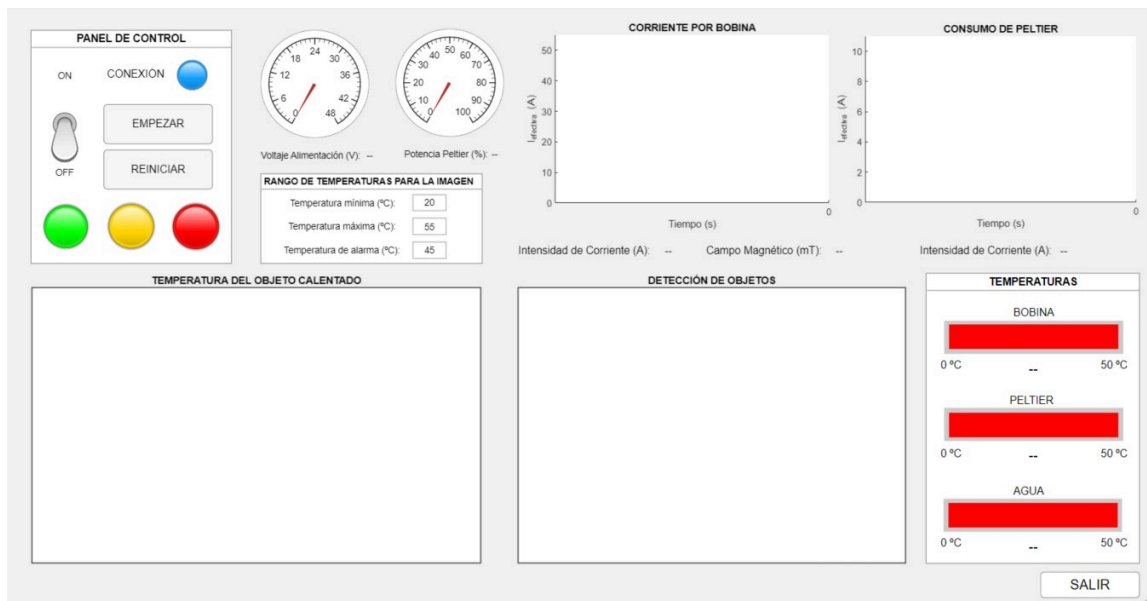 PANEL DE CONTROL
ON
CONEXIÓN
EMPEZAR
REINICIAR
OFF
0 6 12 18 24 30 36 42 48
Voltaje Alimentación (V): --
0 10 20 30 40 50 60 70 80 90 100
Potencia Peltier (%): --
RANGO DE TEMPERATURAS PARA LA IMAGEN
Temperatura mínima (ºC): 20
Temperatura máxima (ºC): 55
Temperatura de alarma (ºC): 45
CORRIENTE POR BOBINA
50
40
30
20
10
0
0
Iefectiva (A)
Tiempo (s)
Intensidad de Corriente (A): -- Campo Magnético (mT): --
CONSUMO DE PELTIER
10
8
6
4
2
0
0
Iefectiva (A)
Tiempo (s)
Intensidad de Corriente (A): --
TEMPERATURA DEL OBJETO CALENTADO
DETECCIÓN DE OBJETOS
TEMPERATURAS
BOBINA
0 ºC -- 50 ºC
PELTIER
0 ºC -- 50 ºC
AGUA
0 ºC -- 50 ºC
SALIR